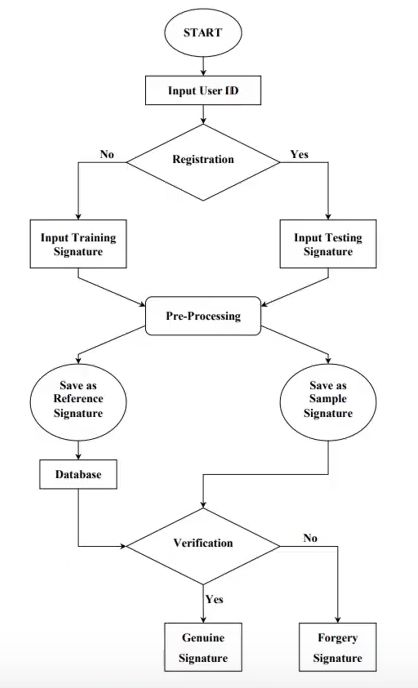 START
Input User ID
Registration
No
Yes
Input Training
Signature
Input Testing
Signature
Pre-Processing
Save as
Reference
Signature
Save as
Sample
Signature
Database
Verification
No
Yes
Genuine
Signature
Forgery
Signature